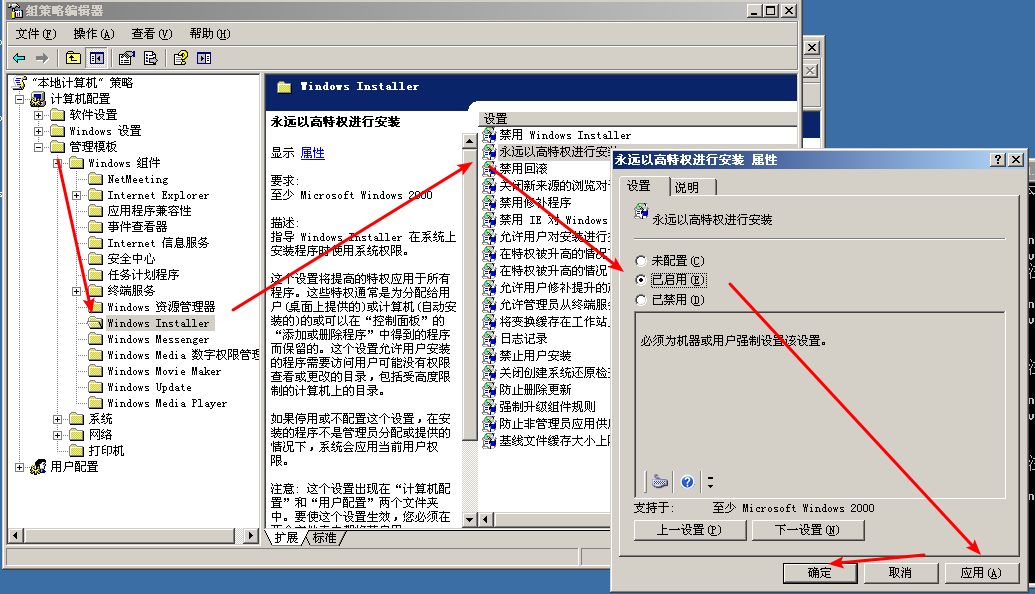 组策略编辑器
文件(F) 操作(A) 查看(V) 帮助(H)
"本地计算机" 策略
计算机配置
软件设置
Windows 设置
管理模板
Windows 组件
NetMeeting
Internet Explorer
应用程序兼容性
事件查看器
Internet 信息服务
安全中心
任务计划程序
终端服务
Windows 资源管理器
Windows Installer
Windows Messenger
Windows Media 数字权限管理
Windows Movie Maker
Windows Update
Windows Media Player
系统
网络
打印机
用户配置
Windows Installer
永远以高特权进行安装
显示 属性
要求:
至少 Microsoft Windows 2000
描述:
指导 Windows Installer 在系统上
安装程序时使用系统权限。
这个设置将提高的特权应用于所有
程序。这些特权通常是为分配给用
户(桌面上提供的)或计算机(自动安
装的)的或可以在“控制面板”的
“添加或删除程序”中得到的程序
而保留的。这个设置允许用户安装
的程序需要访问用户可能没有权限
查看或更改的目录，包括受高度限
制的计算机上的目录。
如果停用或不配置这个设置，在安
装的程序不是管理员分配或提供的
情况下，系统会应用当前用户权
限。
注意: 这个设置出现在“计算机配
置”和“用户配置”两个文件夹
中。要使这个设置生效，您必须在
扩展 标准
设置
禁用 Windows Installer
永远以高特权进行安
禁用回滚
关闭新来源的浏览对
禁用修补程序
禁用 IE 对 Windows
允许用户对安装进行
在特权被升高的情况
在特权被升高的情况
允许用户修补提升的
允许管理员从终端服
将变换缓存在工作站
日志记录
禁止用户安装
关闭创建系统还原检
防止删除更新
强制升级组件规则
防止非管理员应用供
基线文件缓存大小上
永远以高特权进行安装 属性
设置 说明
永远以高特权进行安装
未配置(C)
已启用(E)
已禁用(D)
必须为机器或用户强制设置该设置。
支持于: 至少 Microsoft Windows 2000
上一设置(P) 下一设置(N)
确定 取消 应用(A)